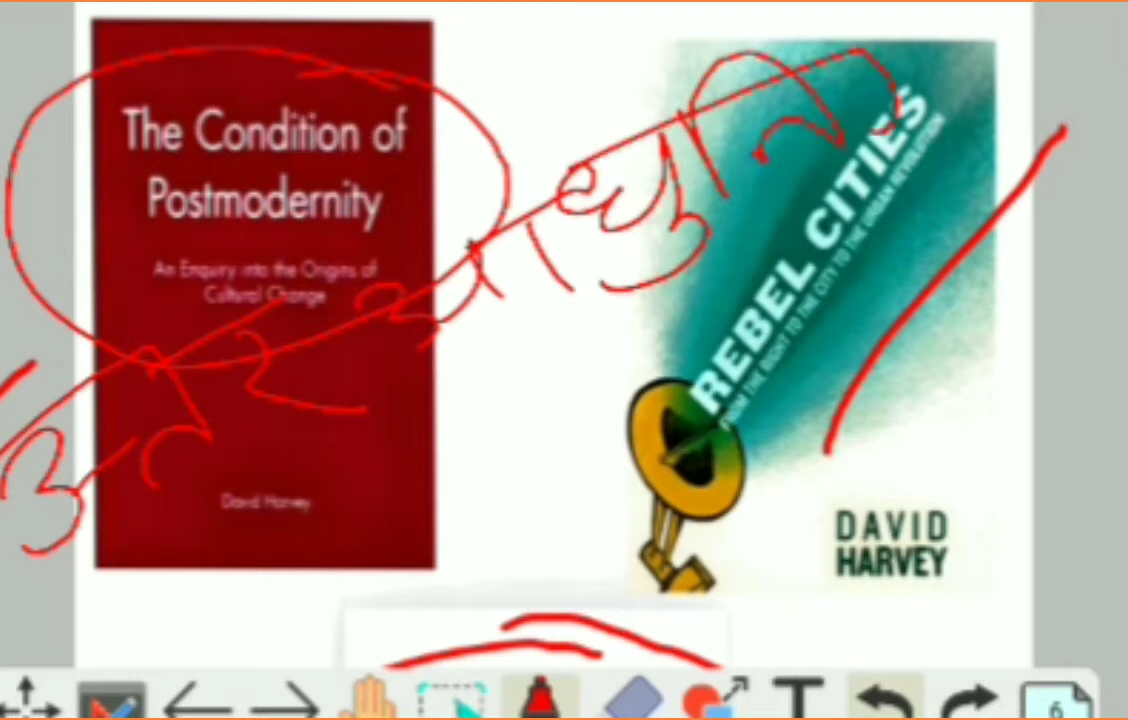 The Condition of
Postmodernity
An Enquiry into the Origins of
Cultural Change
David Harvey
REBEL CITIES
FROM THE RIGHT TO THE CITY TO THE URBAN REVOLUTION
DAVID
HARVEY
6